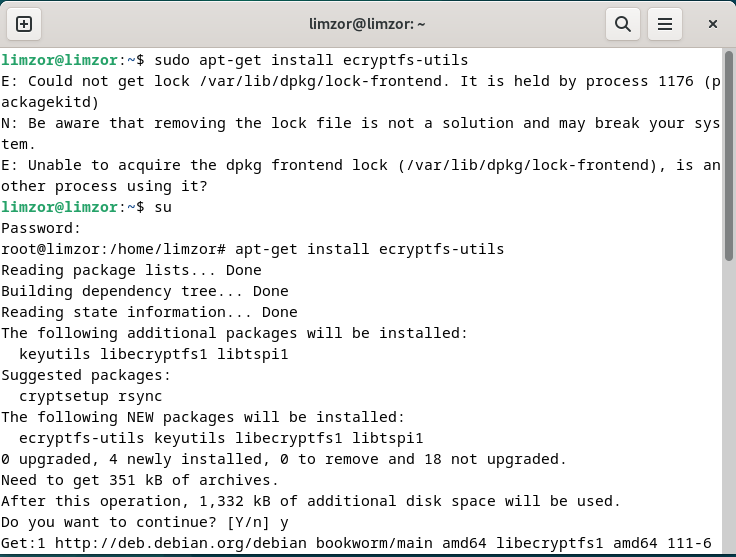 limzor@limzor: ~
limzor@limzor:~$ sudo apt-get install ecryptfs-utils
E: Could not get lock /var/lib/dpkg/lock-frontend. It is held by process 1176 (p
ackagekitd)
N: Be aware that removing the lock file is not a solution and may break your sys
tem.
E: Unable to acquire the dpkg frontend lock (/var/lib/dpkg/lock-frontend), is an
other process using it?
limzor@limzor:~$ su
Password:
root@limzor:/home/limzor# apt-get install ecryptfs-utils
Reading package lists... Done
Building dependency tree... Done
Reading state information... Done
The following additional packages will be installed:
  keyutils libecryptfs1 libtspi1
Suggested packages:
  cryptsetup rsync
The following NEW packages will be installed:
  ecryptfs-utils keyutils libecryptfs1 libtspi1
0 upgraded, 4 newly installed, 0 to remove and 18 not upgraded.
Need to get 351 kB of archives.
After this operation, 1,332 kB of additional disk space will be used.
Do you want to continue? [Y/n] y
Get:1 http://deb.debian.org/debian bookworm/main amd64 libecryptfs1 amd64 111-6